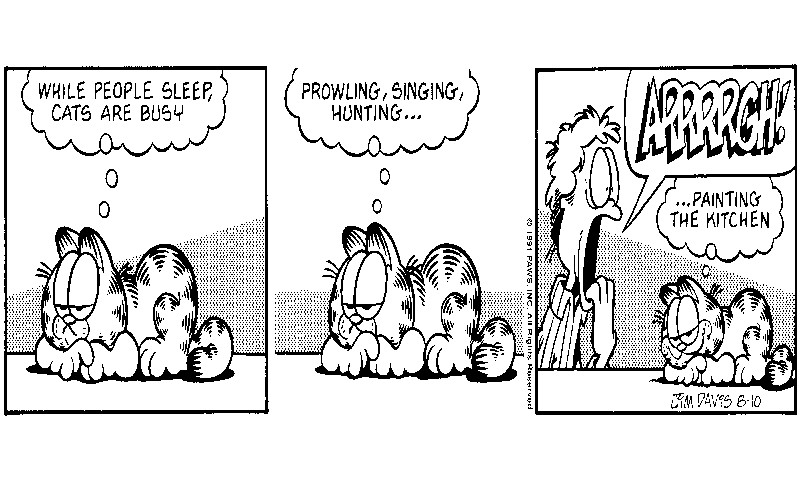 WHILE PEOPLE SLEEP,
CATS ARE BUSY
PROWLING, SINGING,
HUNTING...
© 1991 PAWS, INC. All Rights Reserved
ARRRRGH!
...PAINTING
THE KITCHEN
JIM DAVIS 8-10